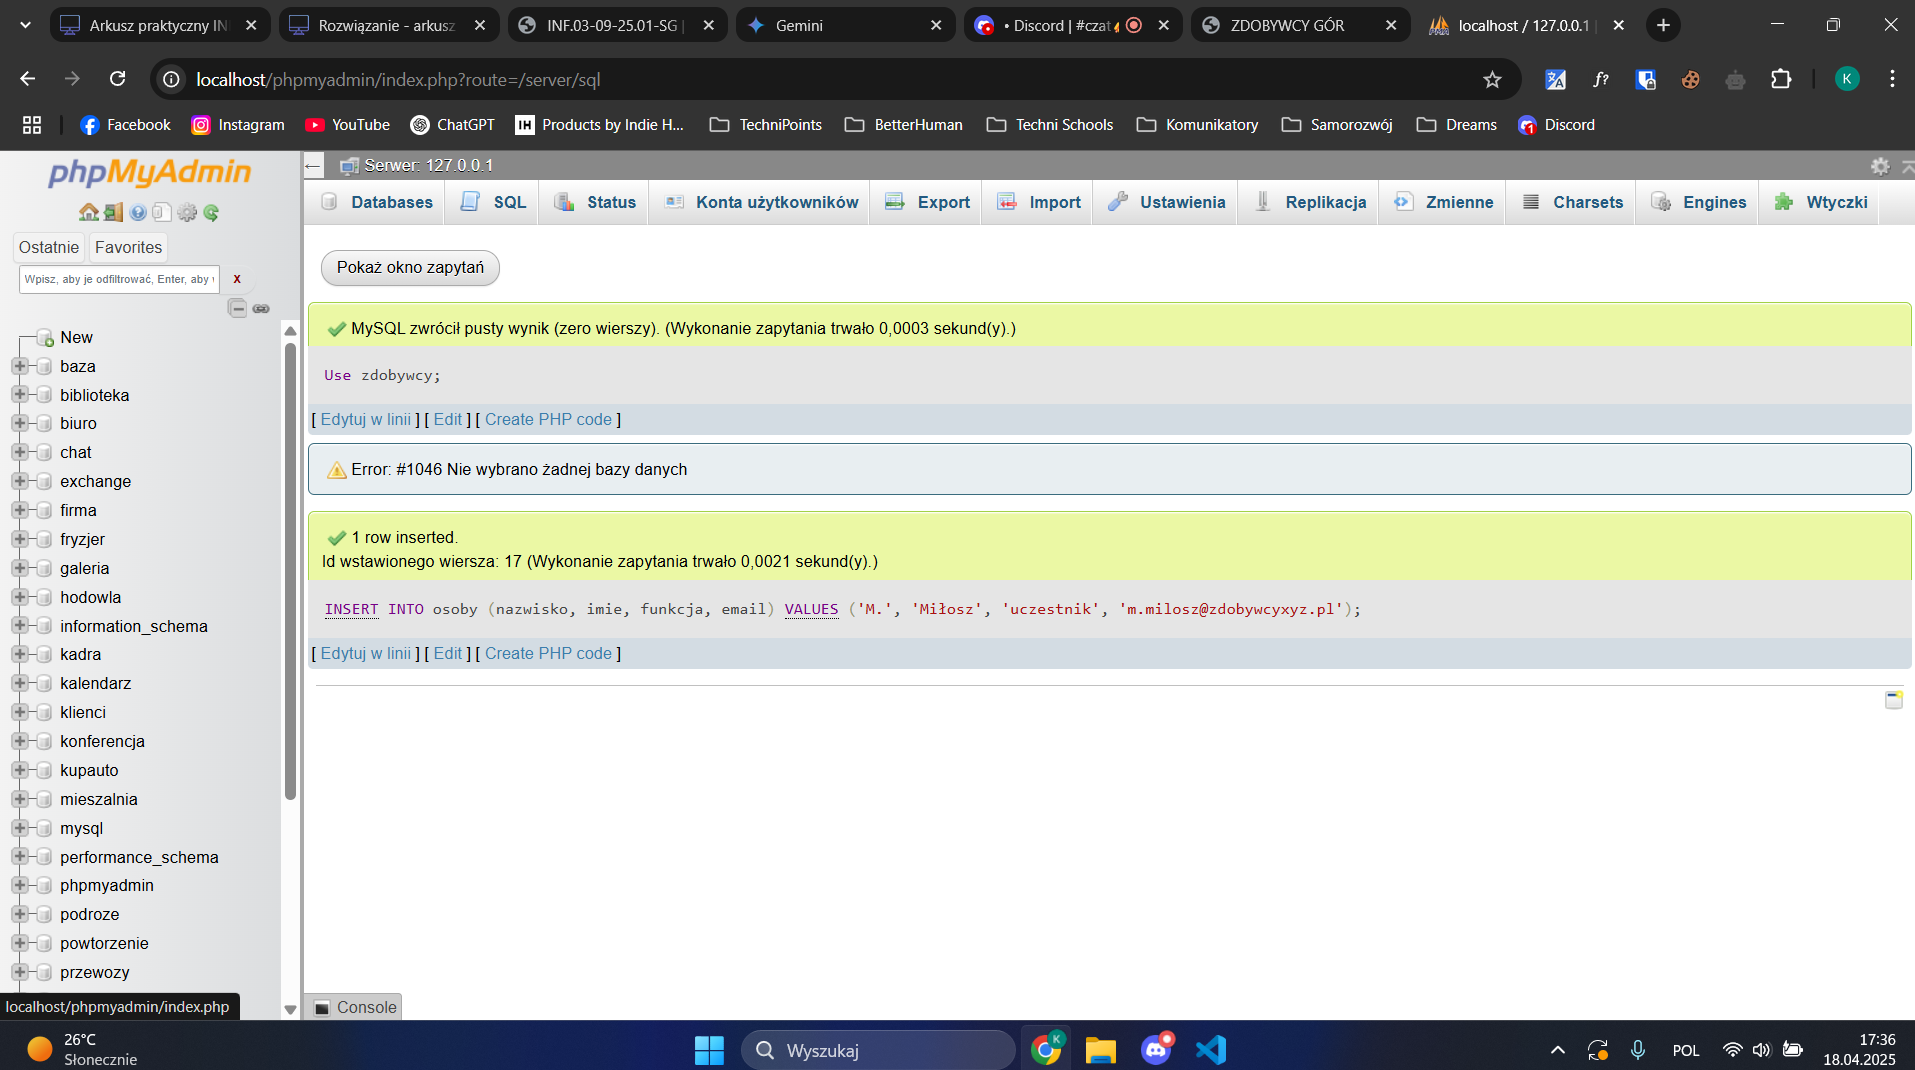 Arkusz praktyczny IN
Rozwiązanie - arkusz
INF.03-09-25.01-SG |
Gemini
• Discord | #czat
ZDOBYWCY GÓR
localhost / 127.0.0.1 |
localhost/phpmyadmin/index.php?route=/server/sql
f?
K
Facebook
Instagram
YouTube
ChatGPT
IH Products by Indie H...
TechniPoints
BetterHuman
Techni Schools
Komunikatory
Samorozwój
Dreams
1 Discord
phpMyAdmin
Ostatnie
Favorites
Wpisz, aby je odfiltrować, Enter, aby
X
New
baza
biblioteka
biuro
chat
exchange
firma
fryzjer
galeria
hodowla
information_schema
kadra
kalendarz
klienci
konferencja
kupauto
mieszalnia
mysql
performance_schema
phpmyadmin
podroze
powtorzenie
przewozy
localhost/phpmyadmin/index.php
Serwer: 127.0.0.1
Databases
SQL
Status
Konta użytkowników
Export
Import
Ustawienia
Replikacja
Zmienne
Charsets
Engines
Wtyczki
Pokaż okno zapytań
MySQL zwrócił pusty wynik (zero wierszy). (Wykonanie zapytania trwało 0,0003 sekund(y).)
Use zdobywcy;
[ Edytuj w linii ] [ Edit ] [ Create PHP code ]
Error: #1046 Nie wybrano żadnej bazy danych
1 row inserted.
Id wstawionego wiersza: 17 (Wykonanie zapytania trwało 0,0021 sekund(y).)
INSERT INTO osoby (nazwisko, imie, funkcja, email) VALUES ('M.', 'Miłosz', 'uczestnik', 'm.milosz@zdobywcyxyz.pl');
[ Edytuj w linii ] [ Edit ] [ Create PHP code ]
Console
26°C
Słonecznie
Wyszukaj
K
POL
17:36
18.04.2025